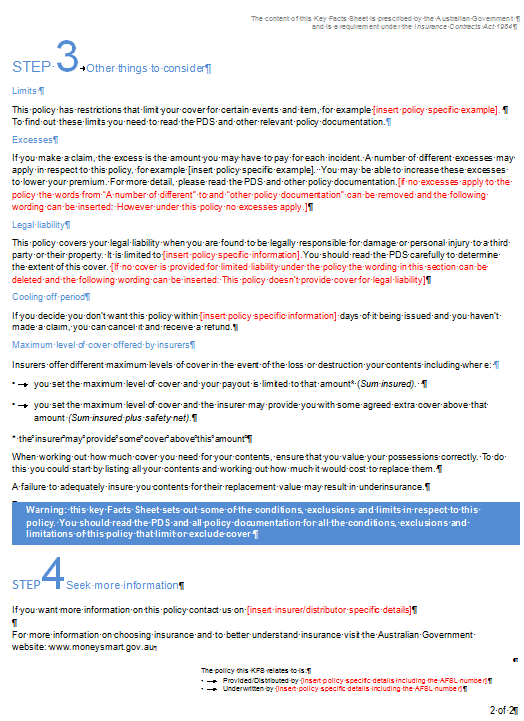 The content of this Key Facts Sheet is prescribed by the Australian Government ¶
and is a requirement under the Insurance Contracts Act 1984¶
STEP 3→Other things to consider¶
Limits ¶
This policy has restrictions that limit your cover for certain events and item, for example [insert policy specific example]. ¶
To find out these limits you need to read the PDS and other relevant policy documentation.¶
Excesses¶
If you make a claim, the excess is the amount you may have to pay for each incident. A number of different excesses may
apply in respect to this policy, for example [insert policy specific example]. You may be able to increase these excesses
to lower your premium. For more detail, please read the PDS and other policy documentation.[if no excesses apply to the
policy the words from "A number of different" to and "other policy documentation" can be removed and the following
wording can be inserted: However under this policy no excesses apply.]¶
Legal liability¶
This policy covers your legal liability when you are found to be legally responsible for damage or personal injury to a third
party or their property. It is limited to [insert policy specific information]. You should read the PDS carefully to determine
the extent of this cover. [If no cover is provided for limited liability under the policy the wording in this section can be
deleted and the following wording can be inserted: This policy doesn't provide cover for legal liability]¶
Cooling off period¶
If you decide you don't want this policy within [insert policy specific information] days of it being issued and you haven't
made a claim, you can cancel it and receive a refund.¶
Maximum level of cover offered by insurers¶
Insurers offer different maximum levels of cover in the event of the loss or destruction your contents including where: ¶
• → you set the maximum level of cover and your payout is limited to that amount* (Sum insured). ¶
• → you set the maximum level of cover and the insurer may provide you with some agreed extra cover above that
amount (Sum insured plus safety net).¶
* the°insurer°may°provide°some°cover°above°this°amount°¶
When working out how much cover you need for your contents, ensure that you value your possessions correctly. To do
this you could start by listing all your contents and working out how much it would cost to replace them.¶
A failure to adequately insure you contents for their replacement value may result in underinsurance.¶
Warning: this key Facts Sheet sets out some of the conditions, exclusions and limits in respect to this
policy. You should read the PDS and all policy documentation for all the conditions, exclusions and
limitations of this policy that limit or exclude cover ¶
STEP 4 Seek more information¶
If you want more information on this policy contact us on [insert insurer/distributor specific details]¶
¶
For more information on choosing insurance and to better understand insurance visit the Australian Government
website: www.moneysmart.gov.au¶
¶
The policy this KFS relates to is:¶
• → Provided/Distributed by [insert policy specific details including the AFSL number]¶
• → Underwritten by [insert policy specific details including the AFSL number]¶
2 of 2¶